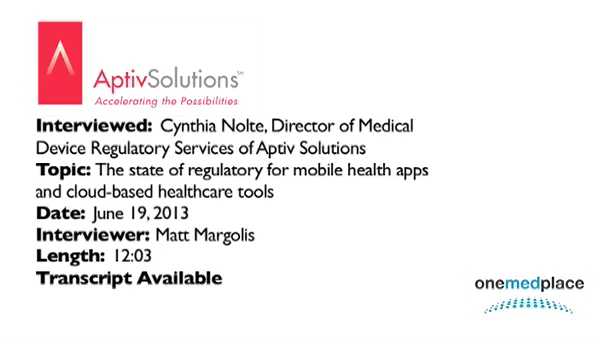 AptivSolutions℠
Accelerating the Possibilities
Interviewed: Cynthia Nolte, Director of Medical
Device Regulatory Services of Aptiv Solutions
Topic: The state of regulatory for mobile health apps
and cloud-based healthcare tools
Date: June 19, 2013
Interviewer: Matt Margolis
Length: 12:03
Transcript Available
onemedplace